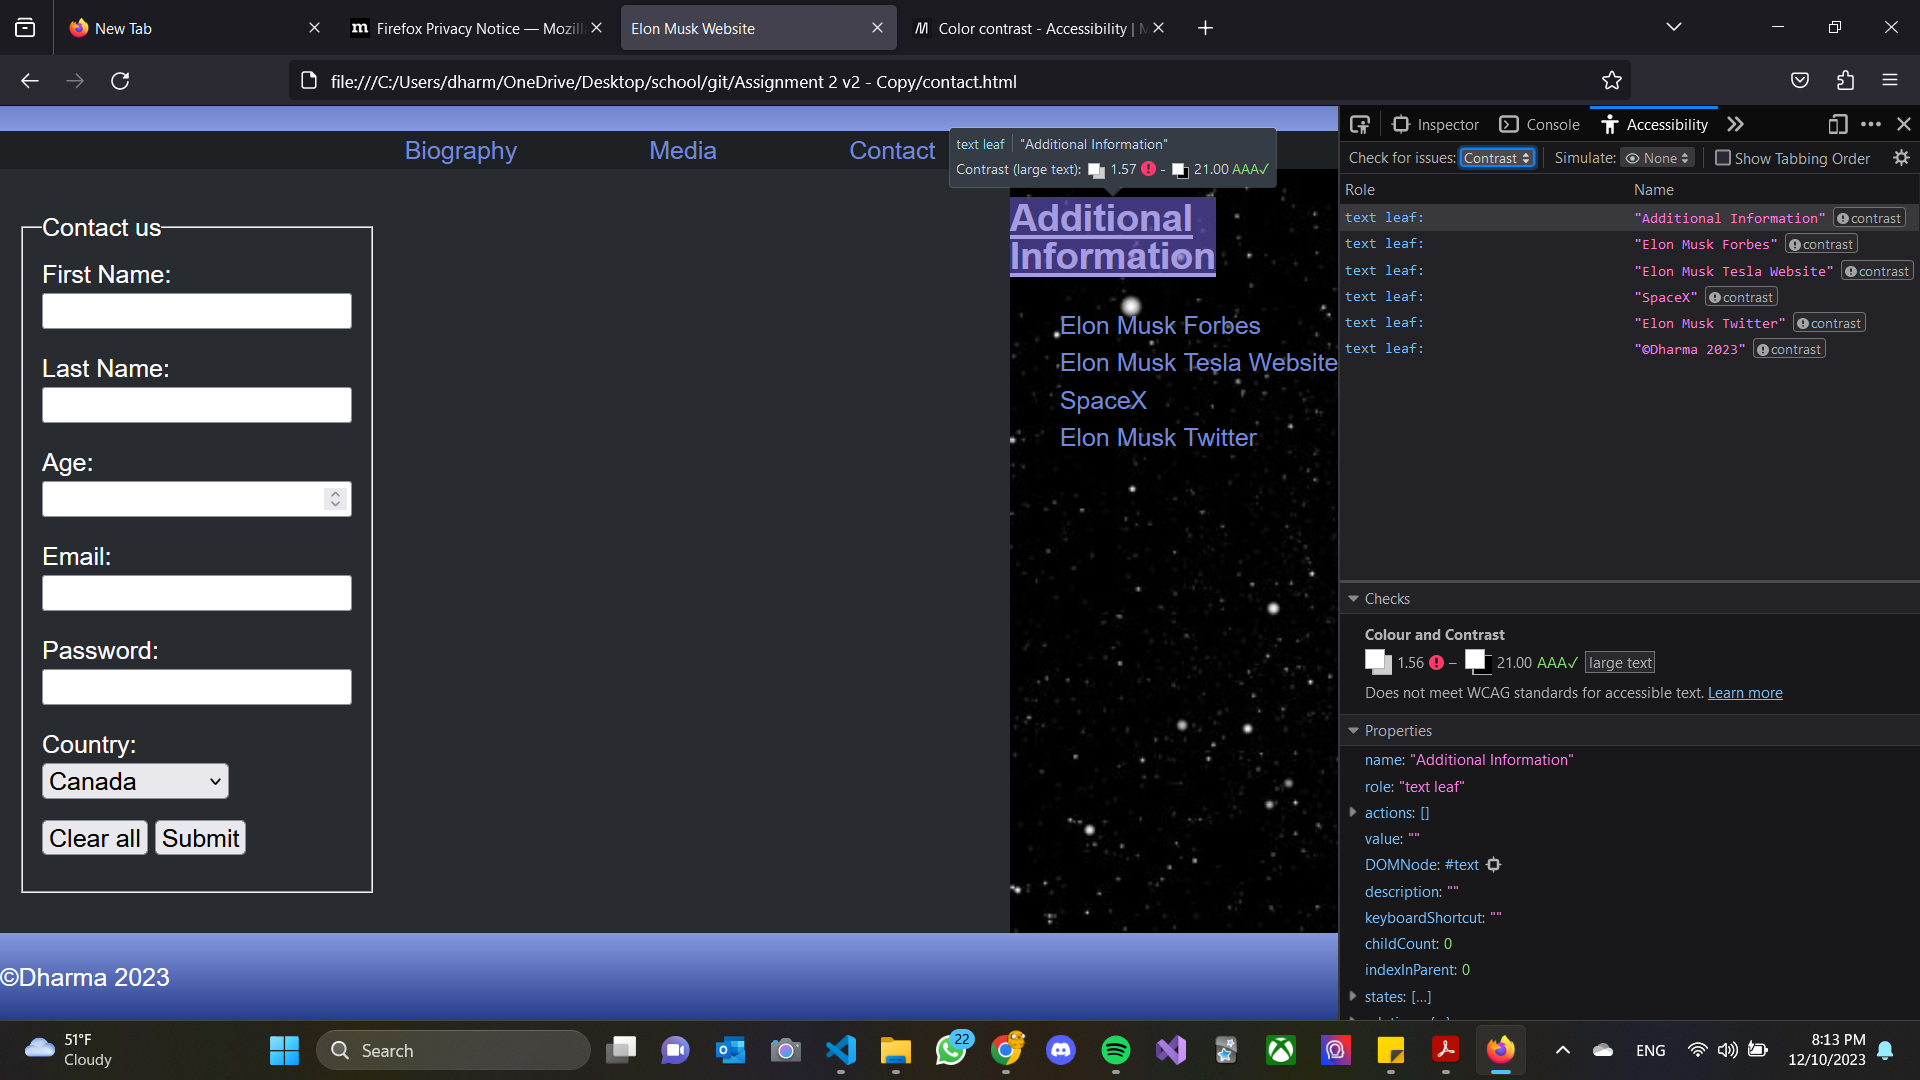 New Tab
Firefox Privacy Notice — Mozill
Elon Musk Website
Color contrast - Accessibility | M
file:///C:/Users/dharm/OneDrive/Desktop/school/git/Assignment 2 v2 - Copy/contact.html
Biography Media Contact
text leaf "Additional Information"
Contrast (large text): 1.57 - 21.00 AAA✓
Contact us
First Name:
Last Name:
Age:
Email:
Password:
Country:
Canada
Clear all Submit
Additional
Information
Elon Musk Forbes
Elon Musk Tesla Website
SpaceX
Elon Musk Twitter
©Dharma 2023
Inspector Console Accessibility
Check for issues: Contrast Simulate: None Show Tabbing Order
Role Name
text leaf: "Additional Information" contrast
text leaf: "Elon Musk Forbes" contrast
text leaf: "Elon Musk Tesla Website" contrast
text leaf: "SpaceX" contrast
text leaf: "Elon Musk Twitter" contrast
text leaf: "©Dharma 2023" contrast
Checks
Colour and Contrast
1.56 – 21.00 AAA✓ large text
Does not meet WCAG standards for accessible text. Learn more
Properties
name: "Additional Information"
role: "text leaf"
actions: []
value: ""
DOMNode: #text
description: ""
keyboardShortcut: ""
childCount: 0
indexInParent: 0
states: […]
51°F
Cloudy
Search
22
ENG
8:13 PM
12/10/2023